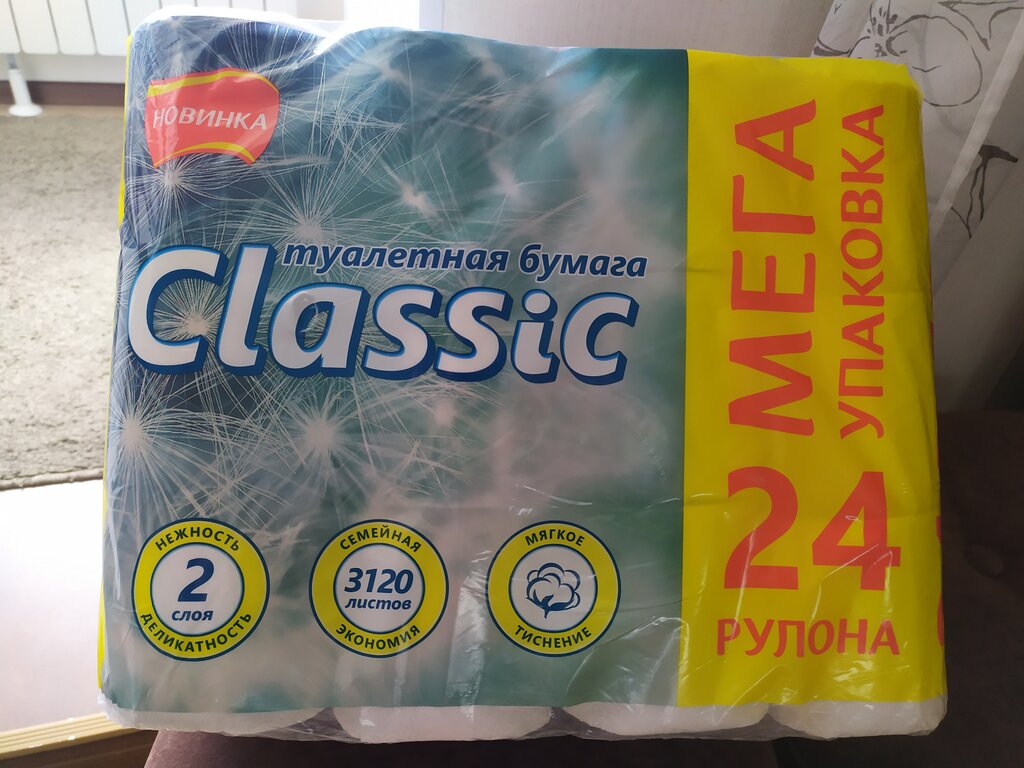 НОВИНКА
туалетная бумага
Classic
НЕЖНОСТЬ
2
слоя
ДЕЛИКАТНОСТЬ
СЕМЕЙНАЯ
3120
листов
ЭКОНОМИЯ
МЯГКОЕ
ТИСНЕНИЕ
МЕГА
УПАКОВКА
24
РУЛОНА